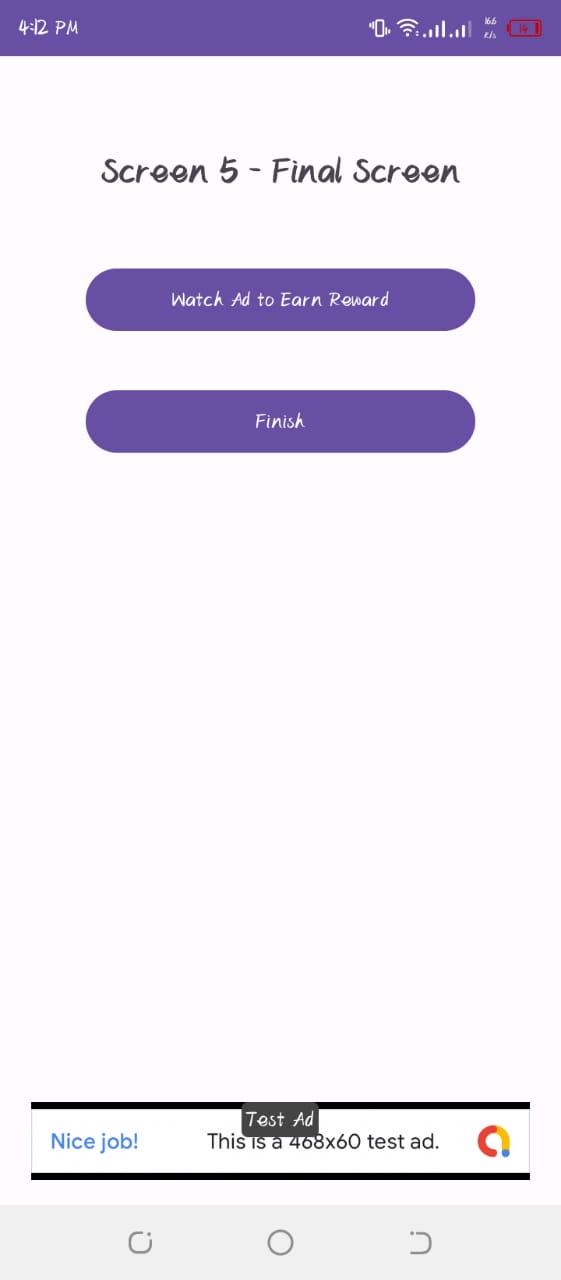 4:12 PM
16.6
K/s
14
Screen 5 - Final Screen
Watch Ad to Earn Reward
Finish
Test Ad
Nice job!
This is a 468x60 test ad.